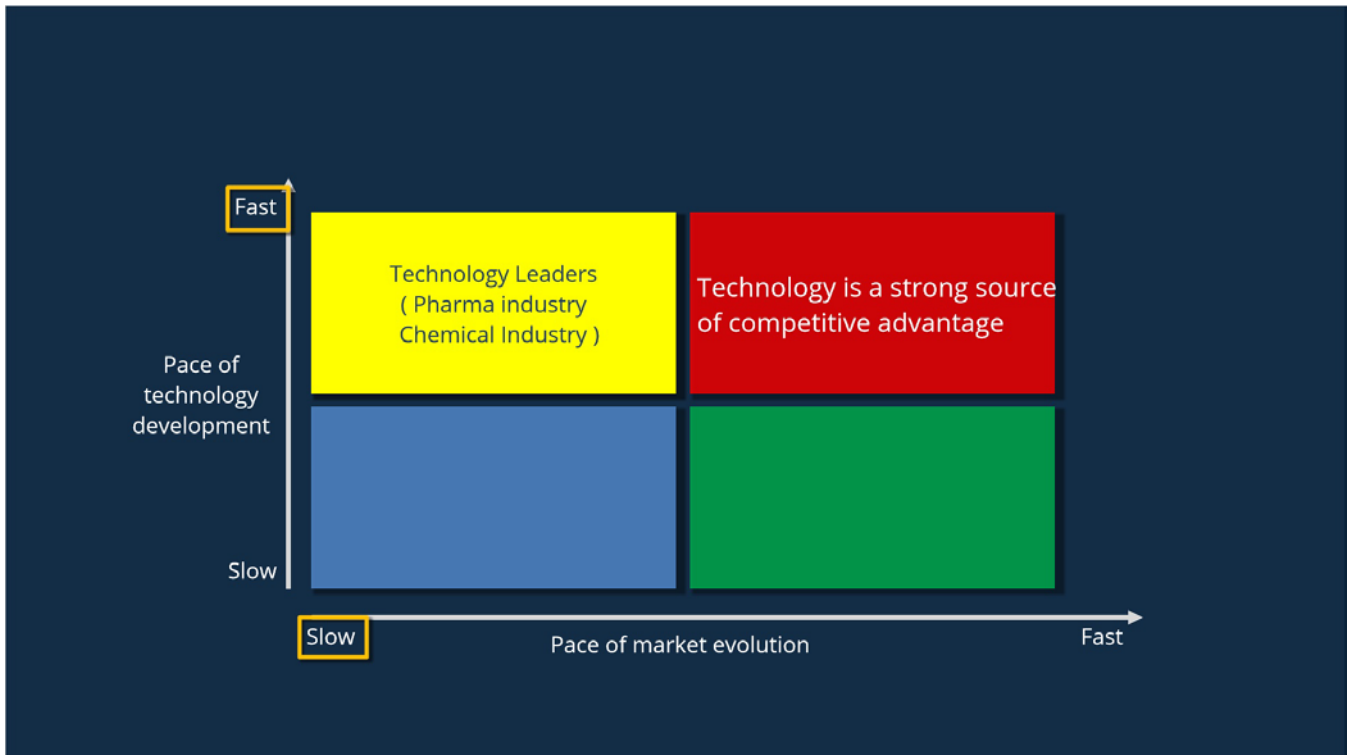 Fast
Technology Leaders
( Pharma industry
Chemical Industry )
Technology is a strong source
of competitive advantage
Pace of
technology
development
Slow
Slow
Pace of market evolution
Fast